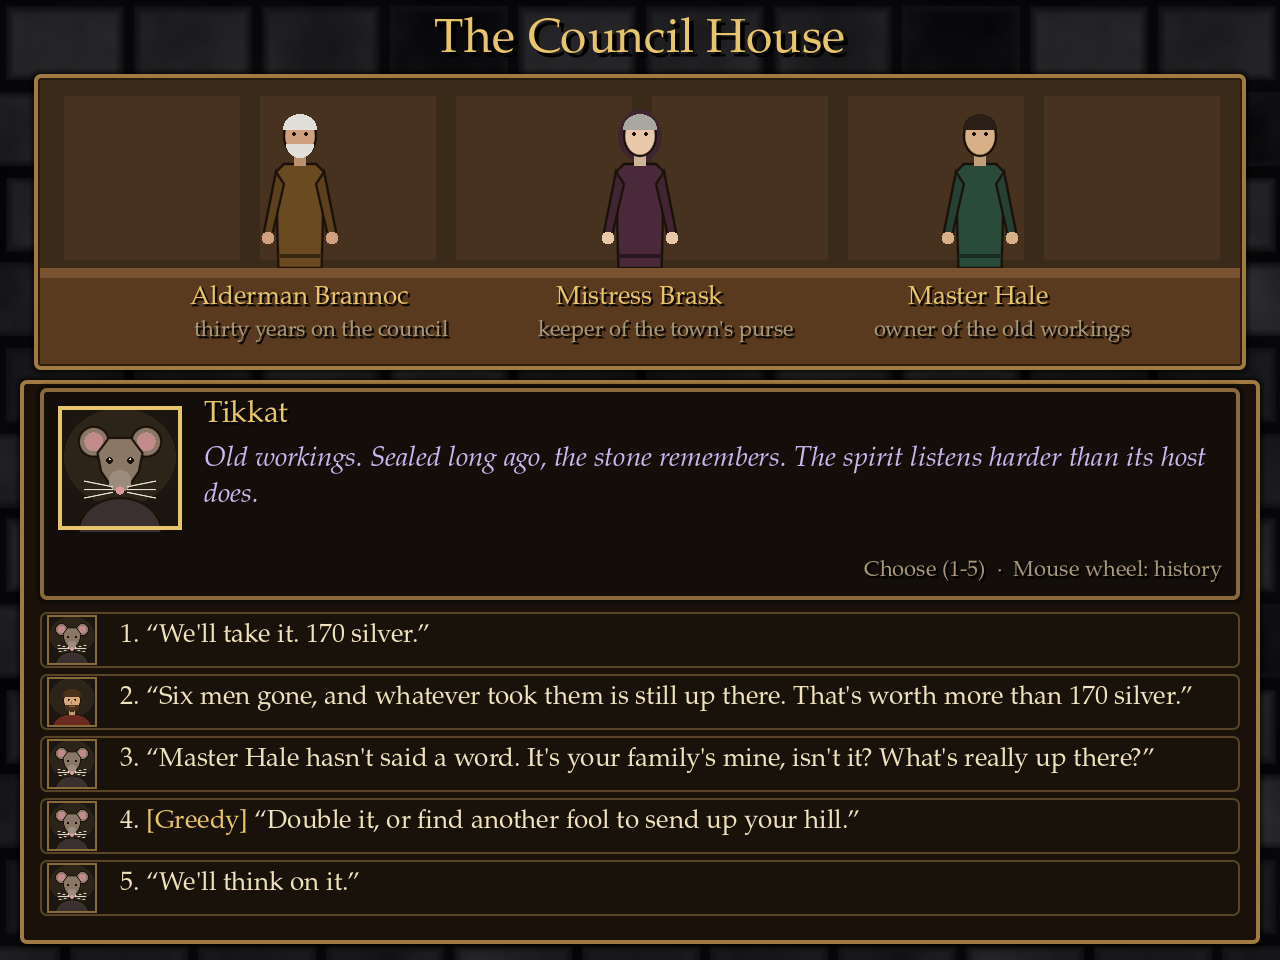 The Council House
Alderman Brannoc
thirty years on the council
Mistress Brask
keeper of the town's purse
Master Hale
owner of the old workings
Tikkat
Old workings. Sealed long ago, the stone remembers. The spirit listens harder than its host
does.
Choose (1-5) · Mouse wheel: history
1. “We'll take it. 170 silver.”
2. “Six men gone, and whatever took them is still up there. That's worth more than 170 silver.”
3. “Master Hale hasn't said a word. It's your family's mine, isn't it? What's really up there?”
4. [Greedy] “Double it, or find another fool to send up your hill.”
5. “We'll think on it.”